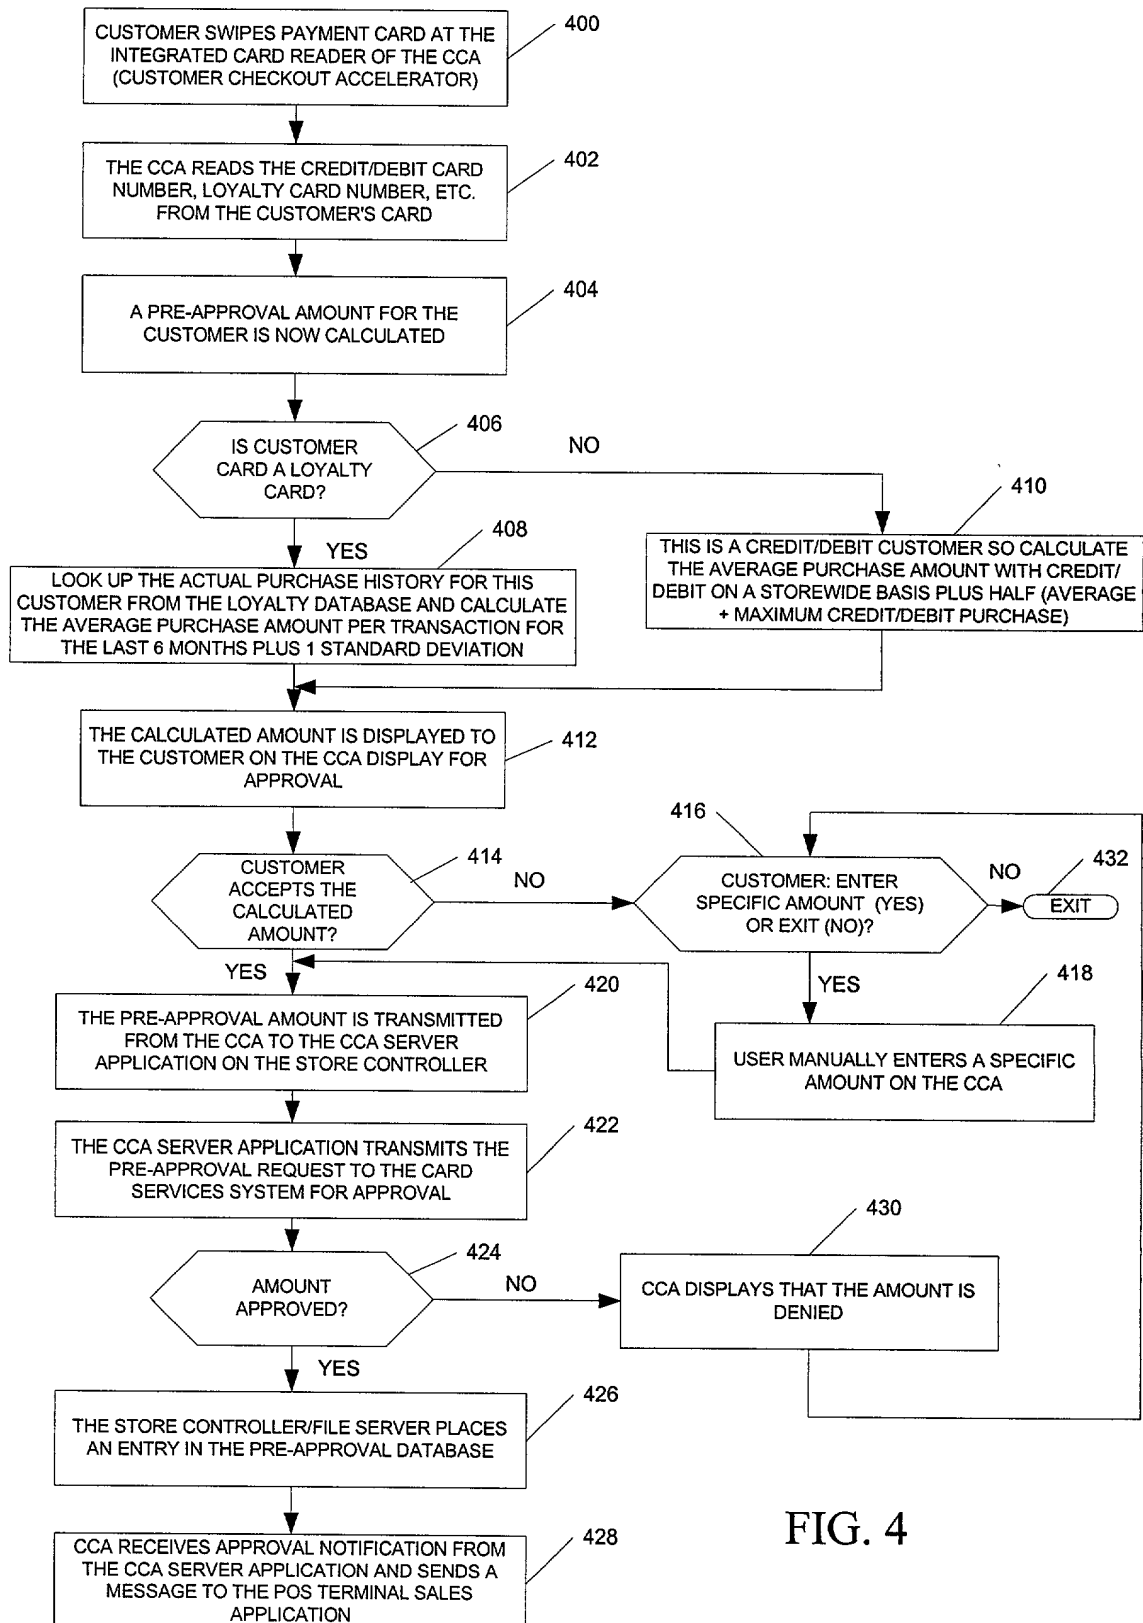 CUSTOMER SWIPES PAYMENT CARD AT THE
INTEGRATED CARD READER OF THE CCA
(CUSTOMER CHECKOUT ACCELERATOR)
400
THE CCA READS THE CREDIT/DEBIT CARD
NUMBER, LOYALTY CARD NUMBER, ETC.
FROM THE CUSTOMER'S CARD
402
A PRE-APPROVAL AMOUNT FOR THE
CUSTOMER IS NOW CALCULATED
404
IS CUSTOMER
CARD A LOYALTY
CARD?
406
NO
YES
408
LOOK UP THE ACTUAL PURCHASE HISTORY FOR THIS
CUSTOMER FROM THE LOYALTY DATABASE AND CALCULATE
THE AVERAGE PURCHASE AMOUNT PER TRANSACTION FOR
THE LAST 6 MONTHS PLUS 1 STANDARD DEVIATION
410
THIS IS A CREDIT/DEBIT CUSTOMER SO CALCULATE
THE AVERAGE PURCHASE AMOUNT WITH CREDIT/
DEBIT ON A STOREWIDE BASIS PLUS HALF (AVERAGE
+ MAXIMUM CREDIT/DEBIT PURCHASE)
THE CALCULATED AMOUNT IS DISPLAYED TO
THE CUSTOMER ON THE CCA DISPLAY FOR
APPROVAL
412
CUSTOMER
ACCEPTS THE
CALCULATED
AMOUNT?
414
NO
YES
416
CUSTOMER: ENTER
SPECIFIC AMOUNT (YES)
OR EXIT (NO)?
NO
432
EXIT
YES
418
USER MANUALLY ENTERS A SPECIFIC
AMOUNT ON THE CCA
420
THE PRE-APPROVAL AMOUNT IS TRANSMITTED
FROM THE CCA TO THE CCA SERVER
APPLICATION ON THE STORE CONTROLLER
422
THE CCA SERVER APPLICATION TRANSMITS THE
PRE-APPROVAL REQUEST TO THE CARD
SERVICES SYSTEM FOR APPROVAL
424
AMOUNT
APPROVED?
NO
YES
430
CCA DISPLAYS THAT THE AMOUNT IS
DENIED
426
THE STORE CONTROLLER/FILE SERVER PLACES
AN ENTRY IN THE PRE-APPROVAL DATABASE
428
CCA RECEIVES APPROVAL NOTIFICATION FROM
THE CCA SERVER APPLICATION AND SENDS A
MESSAGE TO THE POS TERMINAL SALES
APPLICATION
FIG. 4